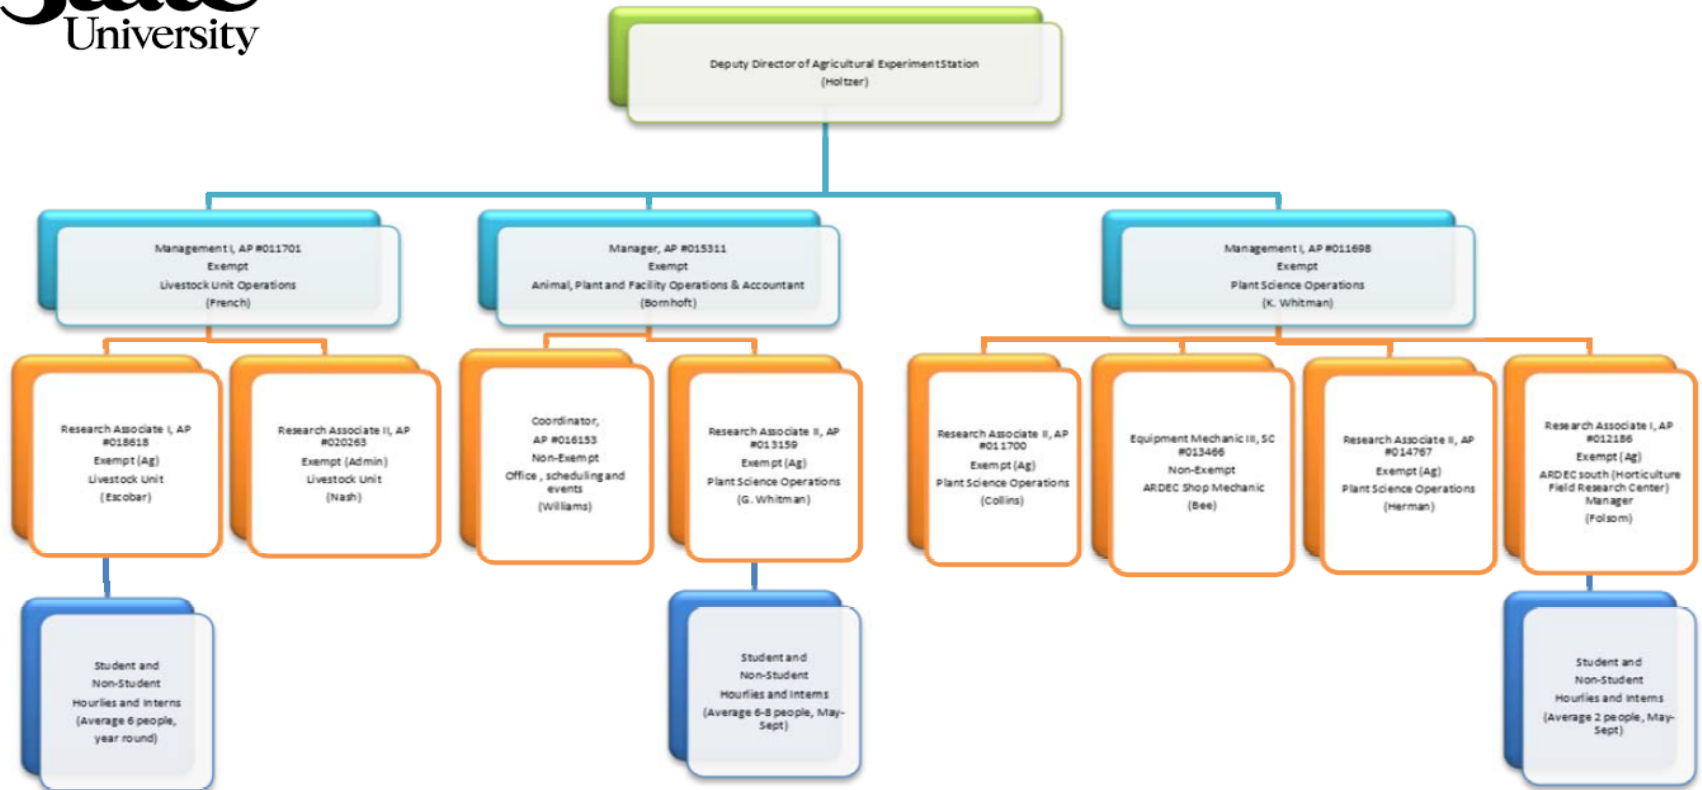 State
University
Deputy Director of Agricultural Experiment Station
(Holtzer)
Management I, AP #011701
Exempt
Livestock Unit Operations
(French)
Manager, AP #015311
Exempt
Animal, Plant and Facility Operations & Accountant
(Bornhoft)
Management I, AP #011698
Exempt
Plant Science Operations
(K. Whitman)
Research Associate I, AP
#018618
Exempt (Ag)
Livestock Unit
(Escobar)
Research Associate II, AP
#020263
Exempt (Admin)
Livestock Unit
(Nash)
Coordinator,
AP #016153
Non-Exempt
Office , scheduling and
events
(Williams)
Research Associate II, AP
#013159
Exempt (Ag)
Plant Science Operations
(G. Whitman)
Research Associate II, AP
#011700
Exempt (Ag)
Plant Science Operations
(Collins)
Equipment Mechanic III, SC
#013466
Non-Exempt
ARDEC Shop Mechanic
(Bee)
Research Associate II, AP
#014767
Exempt (Ag)
Plant Science Operations
(Herman)
Research Associate I, AP
#012186
Exempt (Ag)
ARDEC south (Horticulture
Field Research Center)
Manager
(Folsom)
Student and
Non-Student
Hourlies and Interns
(Average 6 people,
year round)
Student and
Non-Student
Hourlies and Interns
(Average 6-8 people, May-
Sept)
Student and
Non-Student
Hourlies and Interns
(Average 2 people, May-
Sept)